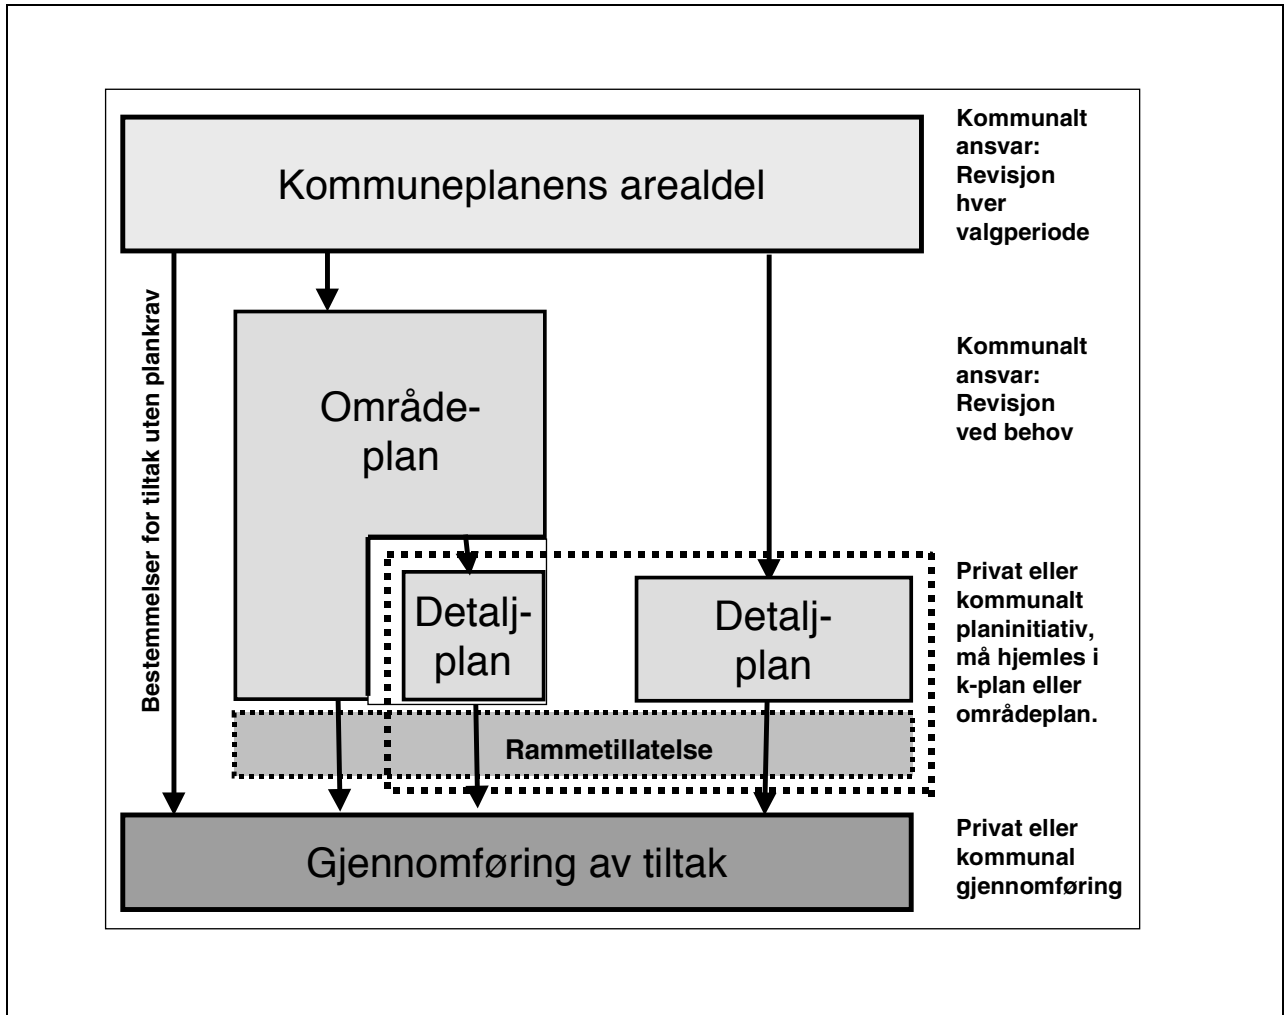 Kommuneplanens arealdel
Kommunalt
ansvar:
Revisjon
hver
valgperiode
Bestemmelser for tiltak uten plankrav
Område-
plan
Kommunalt
ansvar:
Revisjon
ved behov
Detalj-
plan
Detalj-
plan
Privat eller
kommunalt
planinitiativ,
må hjemles i
k-plan eller
områdeplan.
Rammetillatelse
Gjennomføring av tiltak
Privat eller
kommunal
gjennomføring